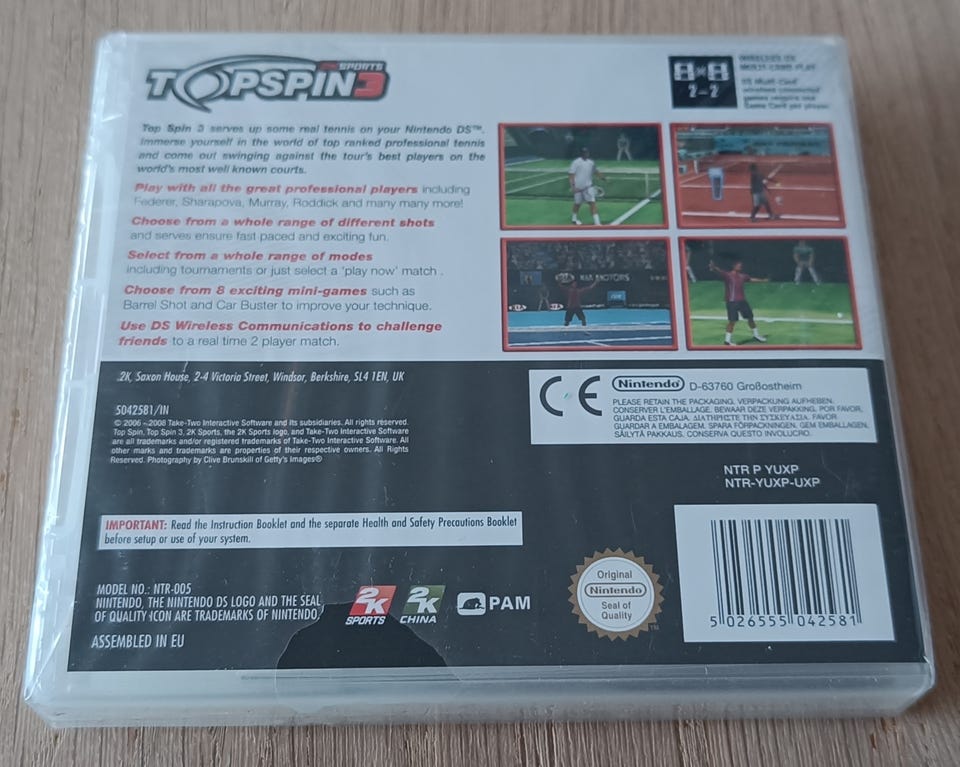 2K SPORTS
TOPSPIN 3
2-2
WIRELESS DS
MULTI-CARD PLAY
Top Spin 3 serves up some real tennis on your Nintendo DS™.
Immerse yourself in the world of top ranked professional tennis
and come out swinging against the tour's best players on the
world's most well known courts.
Play with all the great professional players including
Federer, Sharapova, Murray, Roddick and many many more!
Choose from a whole range of different shots
and serves ensure fast-paced and exciting fun.
Select from a whole range of modes
including tournaments or just select a 'play now' match .
Choose from 8 exciting mini-games such as
Barrel Shot and Car Buster to improve your technique.
Use DS Wireless Communications to challenge
friends to a real time 2 player match.
KIA MOTORS
2K, Saxon House, 2-4 Victoria Street, Windsor, Berkshire, SL4 1EN, UK
5042581/IN
© 2006 - 2008 Take-Two Interactive Software and its subsidiaries. All rights reserved.
Top Spin, Top Spin 3, 2K Sports, the 2K Sports logo, and Take-Two Interactive Software
are all trademarks and/or registered trademarks of Take-Two Interactive Software. All
other marks and trademarks are properties of their respective owners. All Rights
Reserved. Photography by Clive Brunskill of Getty's Images®
CE Nintendo D-63760 Großostheim
PLEASE RETAIN THE PACKAGING. VERPACKUNG AUFHEBEN.
CONSERVER L'EMBALLAGE. BEWAAR DEZE VERPAKKING. POR FAVOR,
GUARDA ESTA CAJA. ΔΙΑΤΗΡΗΣΤΕ ΤΗΝ ΣΥΣΚΕΥΑΣΙΑ. FAVOR
GUARDAR A EMBALAGEM. SPARA FÖRPACKNINGEN. GEM EMBALLAGEN.
SÄILYTÄ PAKKAUS. CONSERVA QUESTO INVOLUCRO.
NTR P YUXP
NTR-YUXP-UXP
IMPORTANT: Read the Instruction Booklet and the separate Health and Safety Precautions Booklet
before setup or use of your system.
MODEL NO.: NTR-005
NINTENDO, THE NINTENDO DS LOGO AND THE SEAL
OF QUALITY ICON ARE TRADEMARKS OF NINTENDO.
ASSEMBLED IN EU
2K SPORTS
2K CHINA
PAM
Original
Nintendo
Seal of
Quality
TM
5 026555 042581